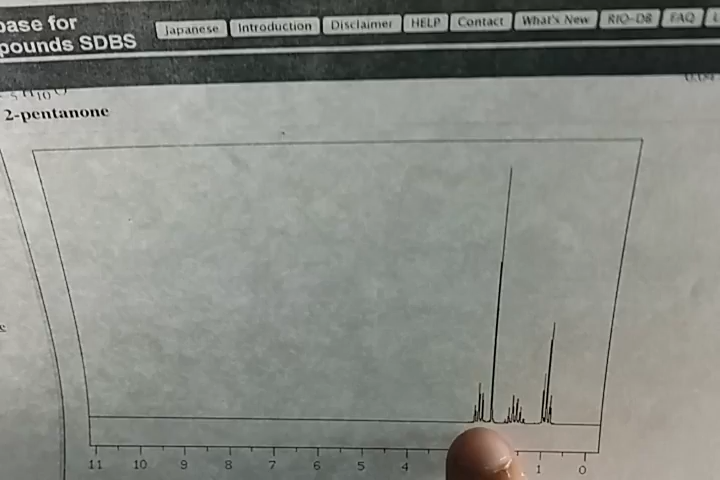 base for
pounds SDBS
Japanese Introduction Disclaimer HELP Contact What's New RIO-DB FAQ
2-pentanone
11 10 9 8 7 6 5 4 1 0